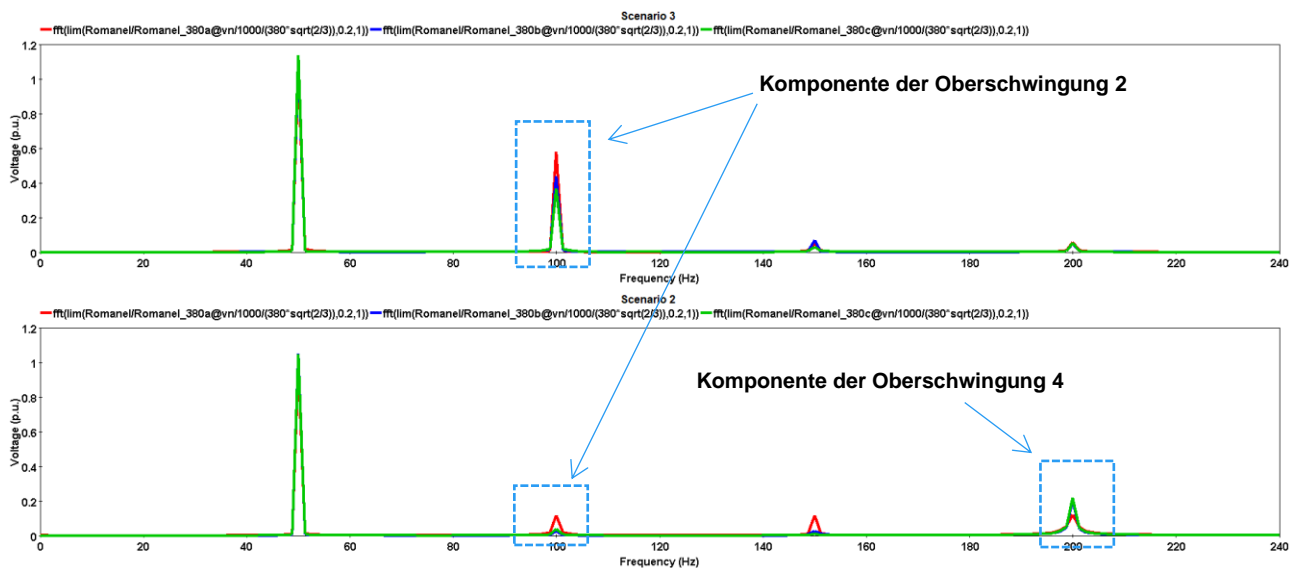 Scenario 3
fft(lim(Romanel/Romanel_380a@vn/1000/(380*sqrt(2/3)),0.2,1)) fft(lim(Romanel/Romanel_380b@vn/1000/(380*sqrt(2/3)),0.2,1)) fft(lim(Romanel/Romanel_380c@vn/1000/(380*sqrt(2/3)),0.2,1))
Voltage (p.u.)
1.2
1
0.8
0.6
0.4
0.2
0
Komponente der Oberschwingung 2
0 20 40 60 80 100 120 140 160 180 200 220 240
Frequency (Hz)
Scenario 2
fft(lim(Romanel/Romanel_380a@vn/1000/(380*sqrt(2/3)),0.2,1)) fft(lim(Romanel/Romanel_380b@vn/1000/(380*sqrt(2/3)),0.2,1)) fft(lim(Romanel/Romanel_380c@vn/1000/(380*sqrt(2/3)),0.2,1))
Voltage (p.u.)
1.2
1
0.8
0.6
0.4
0.2
0
Komponente der Oberschwingung 4
0 20 40 60 80 100 120 140 160 180 200 220 240
Frequency (Hz)